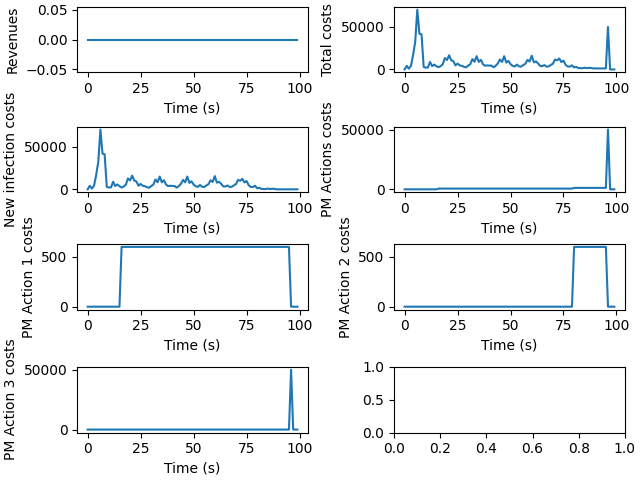 Revenues
0.05
0.00
−0.05
0 25 50 75 100
Time (s)
Total costs
50000
0
0 25 50 75 100
Time (s)
New infection costs
50000
0
0 25 50 75 100
Time (s)
PM Actions costs
50000
0
0 25 50 75 100
Time (s)
PM Action 1 costs
500
0
0 25 50 75 100
Time (s)
PM Action 2 costs
500
0
0 25 50 75 100
Time (s)
PM Action 3 costs
50000
0
0 25 50 75 100
Time (s)
1.0
0.5
0.0
0.0 0.2 0.4 0.6 0.8 1.0